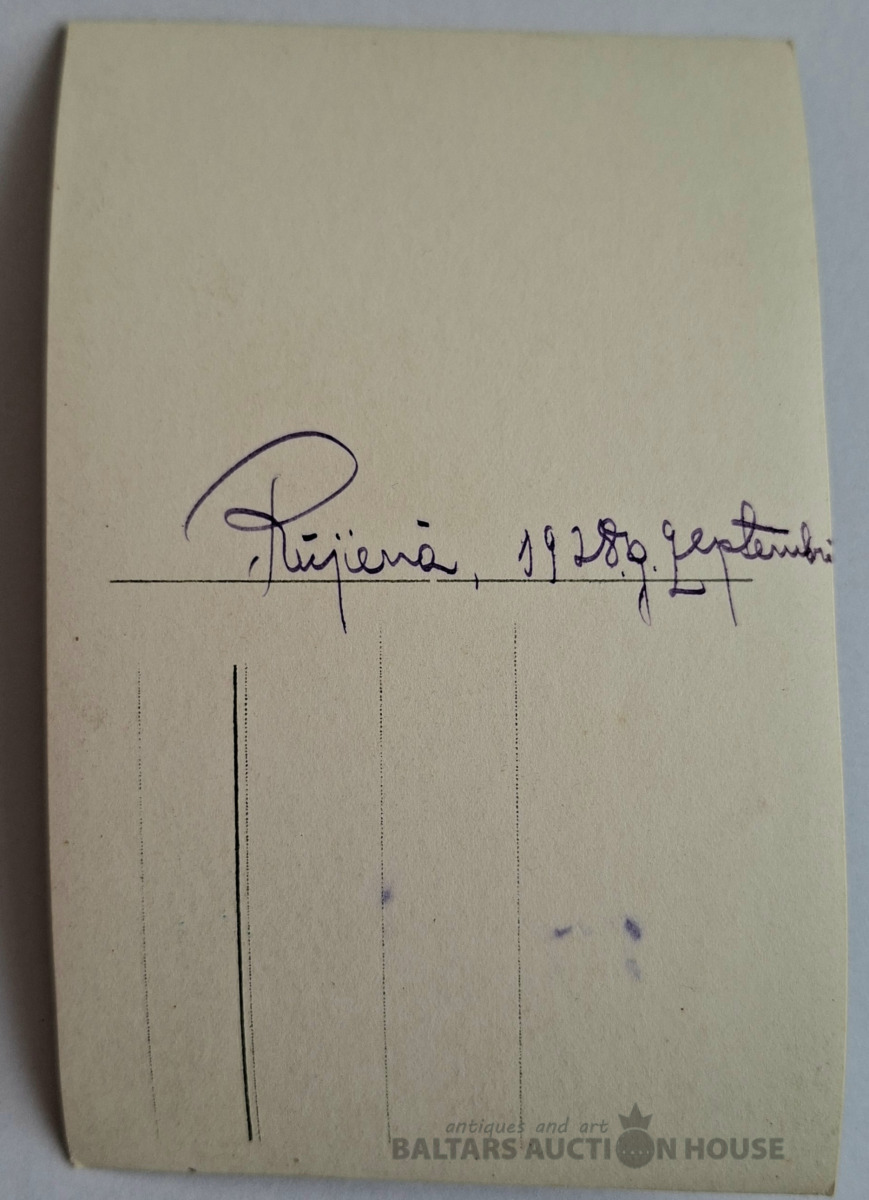 Rūjienā, 1928.g. septembrī
antiques and art
BALTARS AUCTION HOUSE